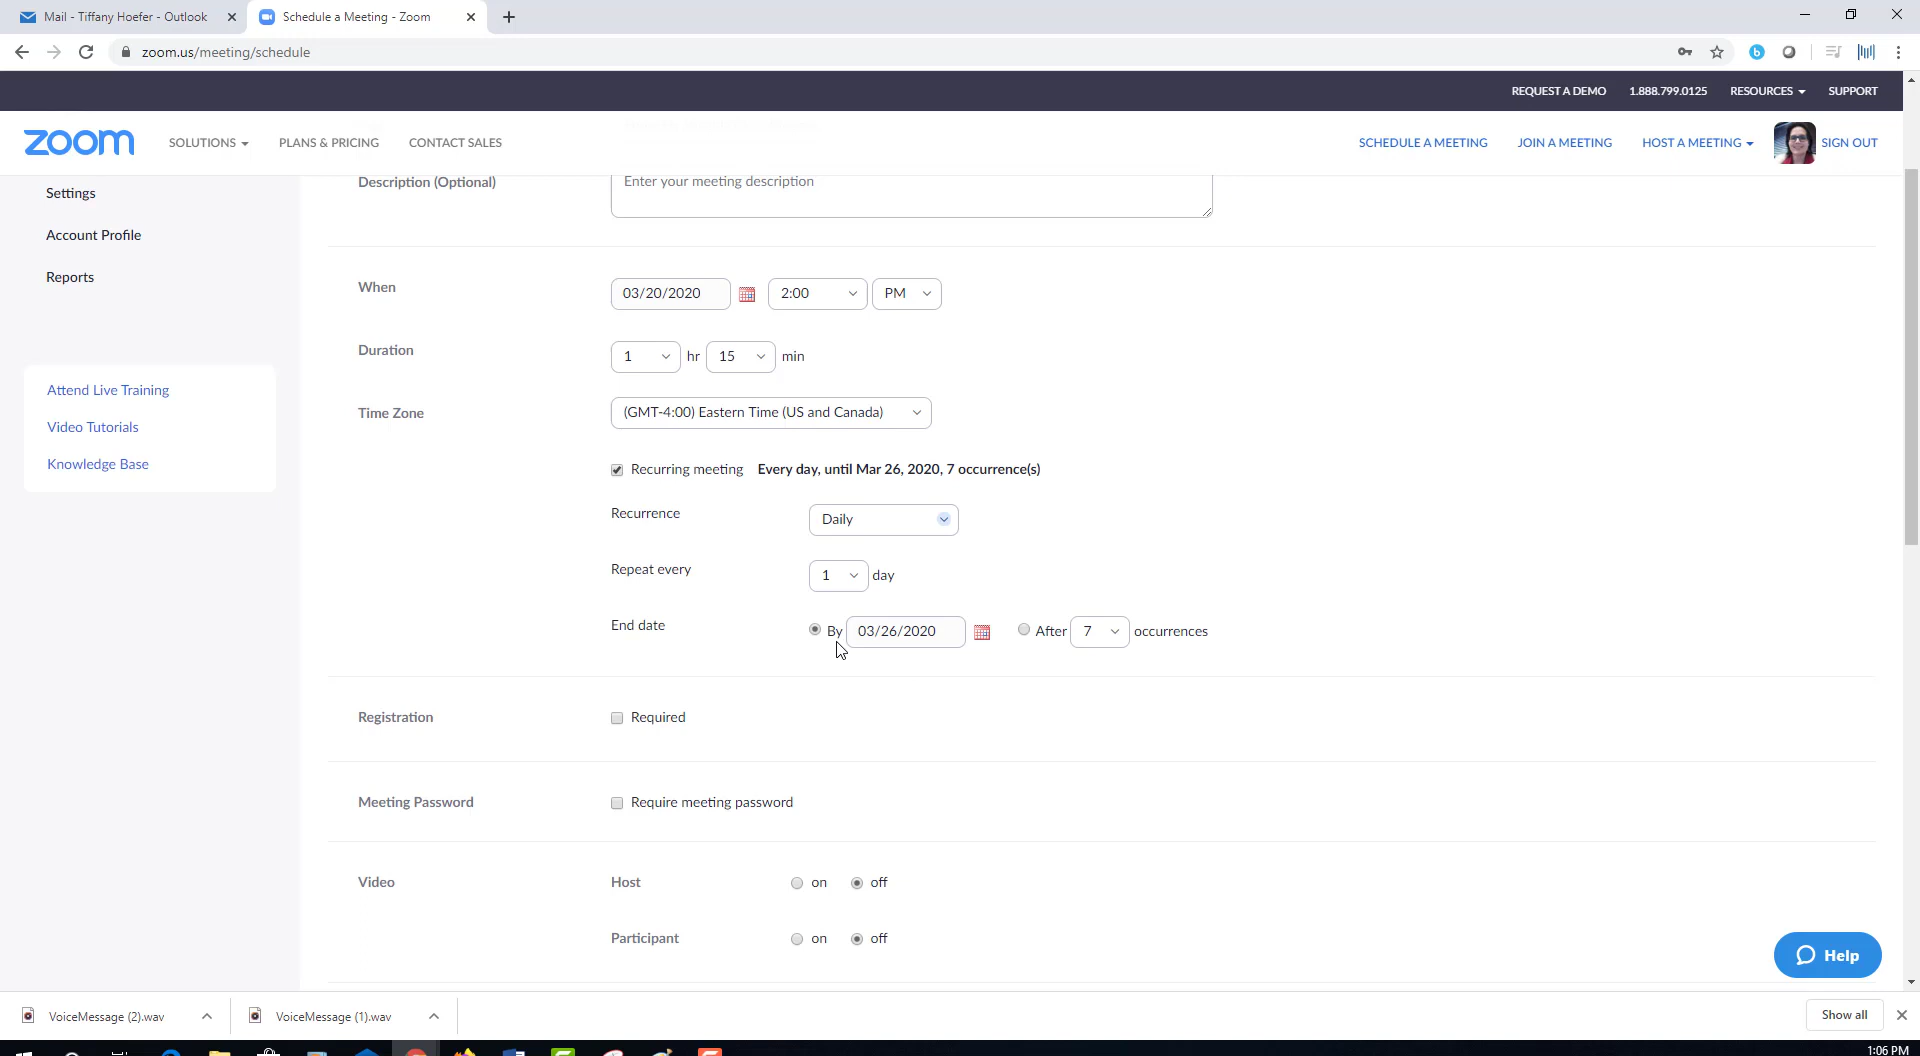 Mail - Tiffany Hoefer - Outlook
Schedule a Meeting - Zoom
zoom.us/meeting/schedule
REQUEST A DEMO 1.888.799.0125 RESOURCES SUPPORT
zoom SOLUTIONS PLANS & PRICING CONTACT SALES SCHEDULE A MEETING JOIN A MEETING HOST A MEETING SIGN OUT
Settings
Account Profile
Reports
Attend Live Training
Video Tutorials
Knowledge Base
Description (Optional) Enter your meeting description
When 03/20/2020 2:00 PM
Duration 1 hr 15 min
Time Zone (GMT-4:00) Eastern Time (US and Canada)
Recurring meeting Every day, until Mar 26, 2020, 7 occurrence(s)
Recurrence Daily
Repeat every 1 day
End date By 03/26/2020 After 7 occurrences
Registration Required
Meeting Password Require meeting password
Video Host on off
Participant on off
Help
VoiceMessage (2).wav VoiceMessage (1).wav Show all
1:06 PM